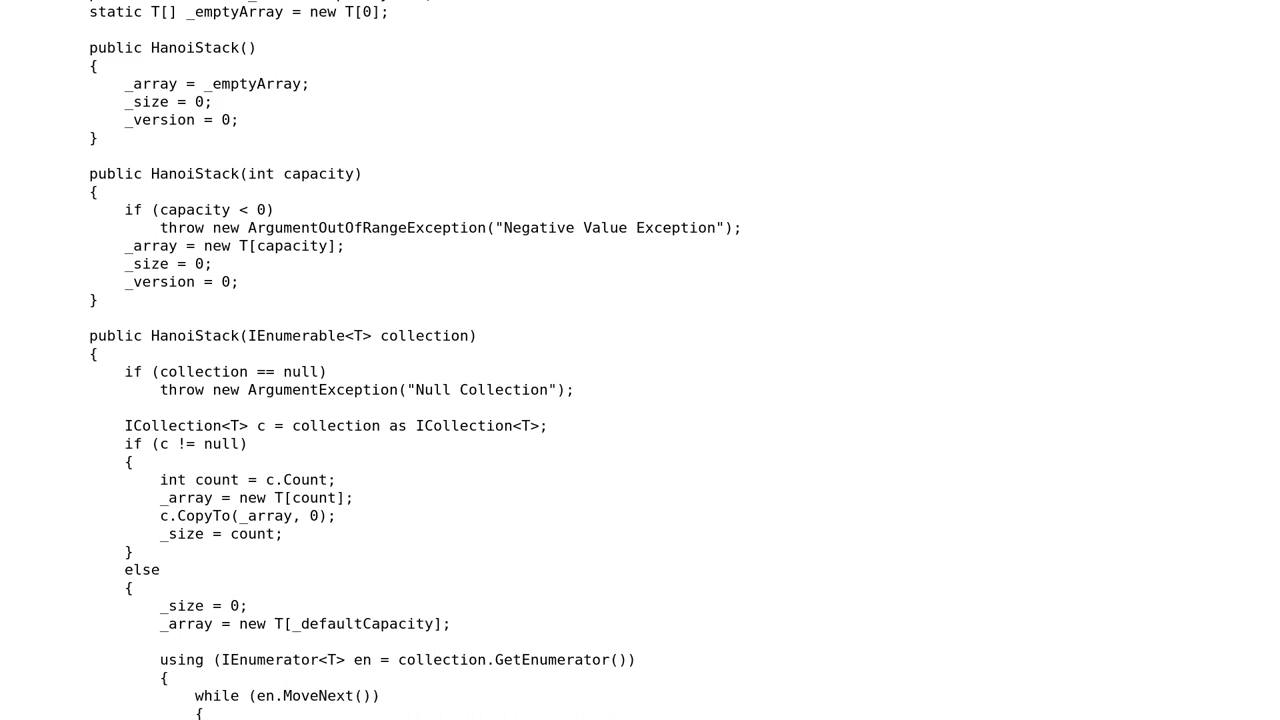 static T[] _emptyArray = new T[0];
public HanoiStack()
{
_array = _emptyArray;
_size = 0;
_version = 0;
}
public HanoiStack(int capacity)
{
if (capacity < 0)
throw new ArgumentOutOfRangeException("Negative Value Exception");
_array = new T[capacity];
_size = 0;
_version = 0;
}
public HanoiStack(IEnumerable<T> collection)
{
if (collection == null)
throw new ArgumentException("Null Collection");
ICollection<T> c = collection as ICollection<T>;
if (c != null)
{
int count = c.Count;
_array = new T[count];
c.CopyTo(_array, 0);
_size = count;
}
else
{
_size = 0;
_array = new T[_defaultCapacity];
using (IEnumerator<T> en = collection.GetEnumerator())
{
while (en.MoveNext())
{